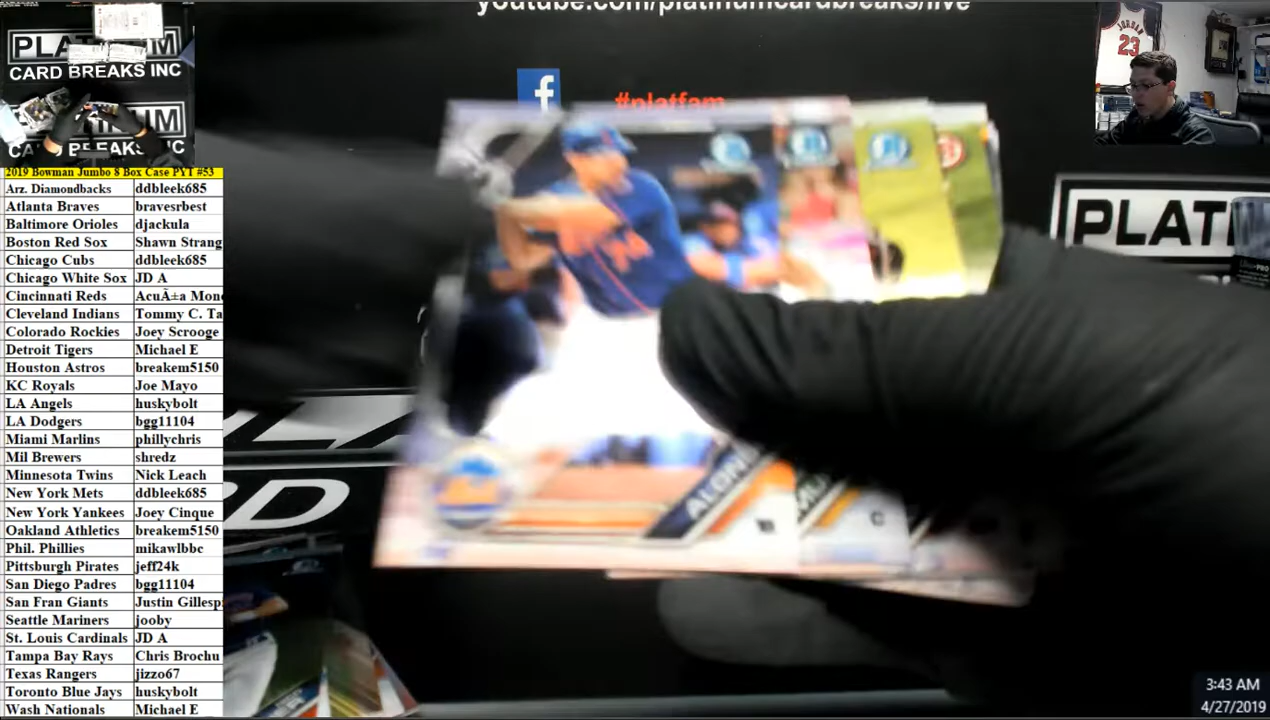 youtube.com/platinumcardbreaks/live
f
#platfam
JORDAN
23
CARD BREAKS INC
PLATINUM
2019 Bowman Jumbo 8 Box Case PYT #53
Arz. Diamondbacks ddbleek685
Atlanta Braves bravesrbest
Baltimore Orioles djackula
Boston Red Sox Shawn Strang
Chicago Cubs ddbleek685
Chicago White Sox JD A
Cincinnati Reds AcuÃ±a Mon
Cleveland Indians Tommy C. Ta
Colorado Rockies Joey Scrooge
Detroit Tigers Michael E
Houston Astros breakem5150
KC Royals Joe Mayo
LA Angels huskybolt
LA Dodgers bgg11104
Miami Marlins phillychris
Mil Brewers shredz
Minnesota Twins Nick Leach
New York Mets ddbleek685
New York Yankees Joey Cinque
Oakland Athletics breakem5150
Phil. Phillies mikawlbbc
Pittsburgh Pirates jeff24k
San Diego Padres bgg11104
San Fran Giants Justin Gillesp
Seattle Mariners jooby
St. Louis Cardinals JD A
Tampa Bay Rays Chris Brochu
Texas Rangers jizzo67
Toronto Blue Jays huskybolt
Wash Nationals Michael E
PLATI
ALONS
C
RD
3:43 AM
4/27/2019